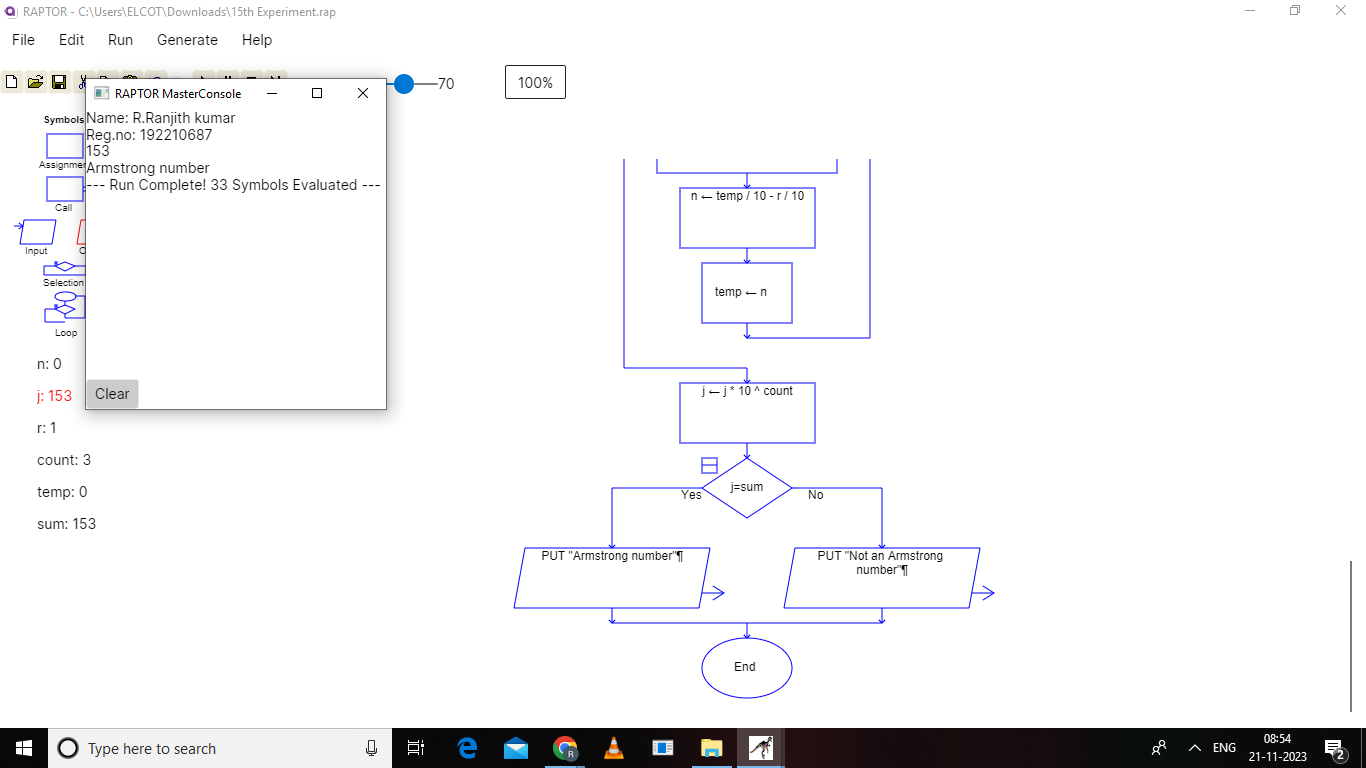 RAPTOR - C:\Users\ELCOT\Downloads\15th Experiment.rap
File Edit Run Generate Help
70
100%
RAPTOR MasterConsole
Name: R.Ranjith kumar
Reg.no: 192210687
153
Armstrong number
--- Run Complete! 33 Symbols Evaluated ---
Clear
Symbols
Assignmen
Call
Input
Selection
Loop
n: 0
j: 153
r: 1
count: 3
temp: 0
sum: 153
n ← temp / 10 - r / 10
temp ← n
j ← j * 10 ^ count
j=sum
Yes
No
PUT "Armstrong number"¶
PUT "Not an Armstrong
number"¶
End
Type here to search
R
ENG
08:54
21-11-2023
2